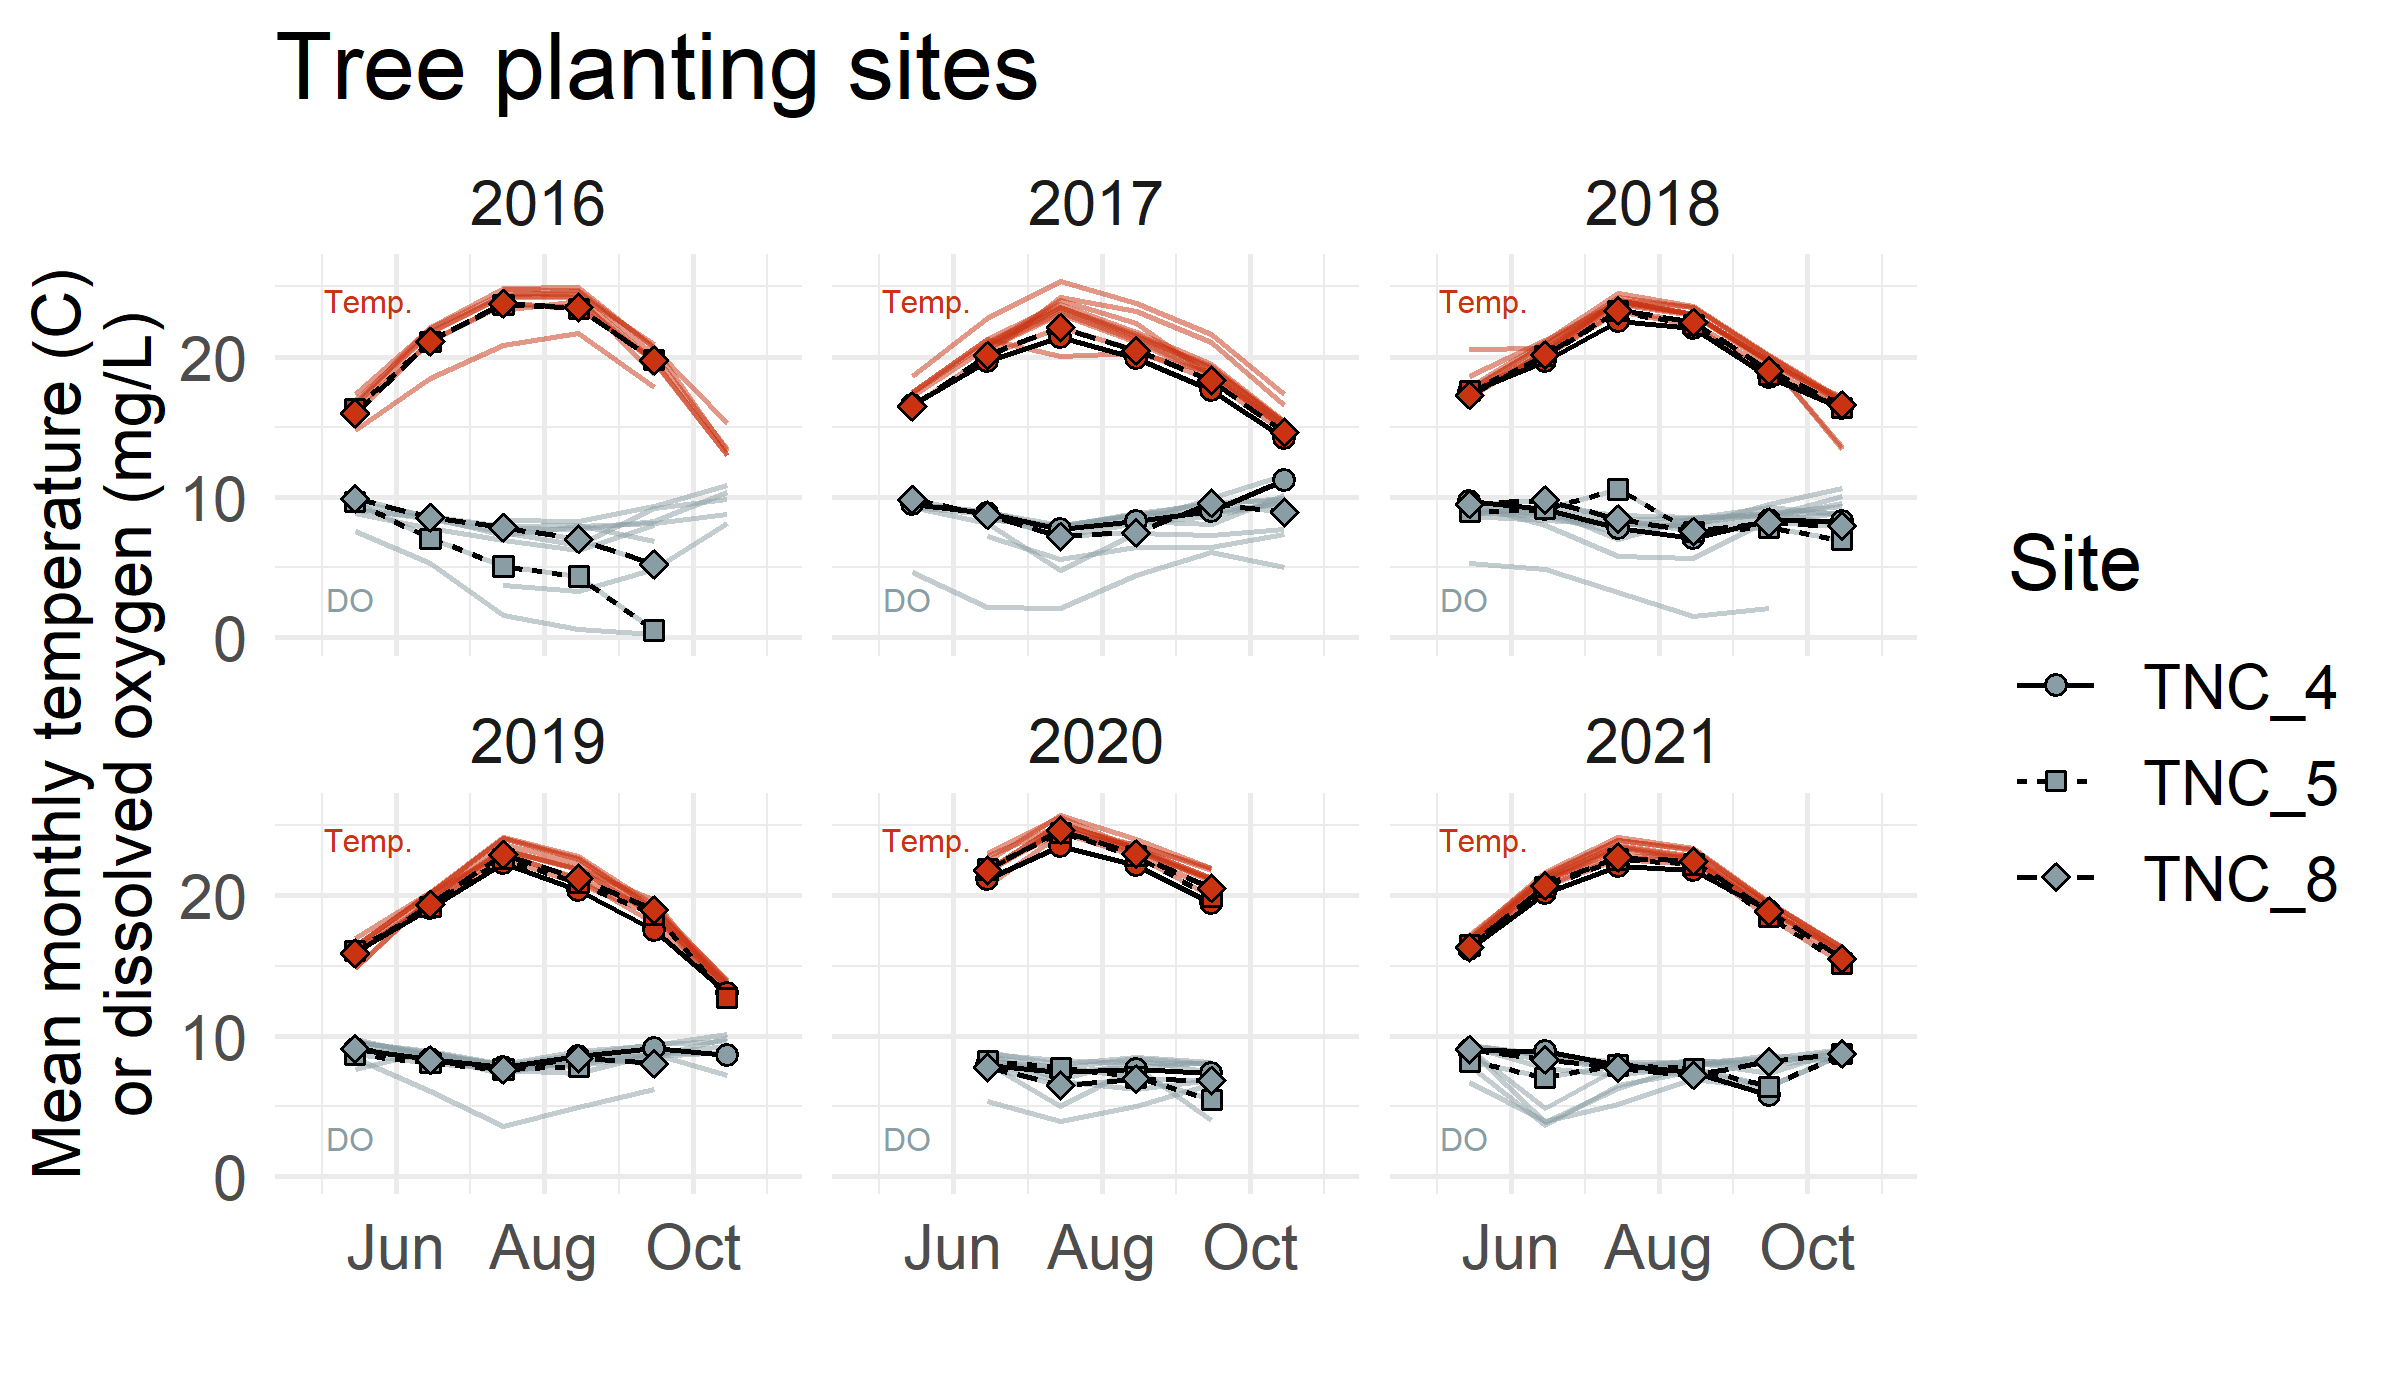 Tree planting sites
Mean monthly temperature (C)
or dissolved oxygen (mg/L)
2016
2017
2018
20
10
0
Temp.
DO
Temp.
DO
Temp.
DO
2019
2020
2021
20
10
0
Temp.
DO
Temp.
DO
Temp.
DO
Jun Aug Oct
Jun Aug Oct
Jun Aug Oct
Site
TNC_4
TNC_5
TNC_8